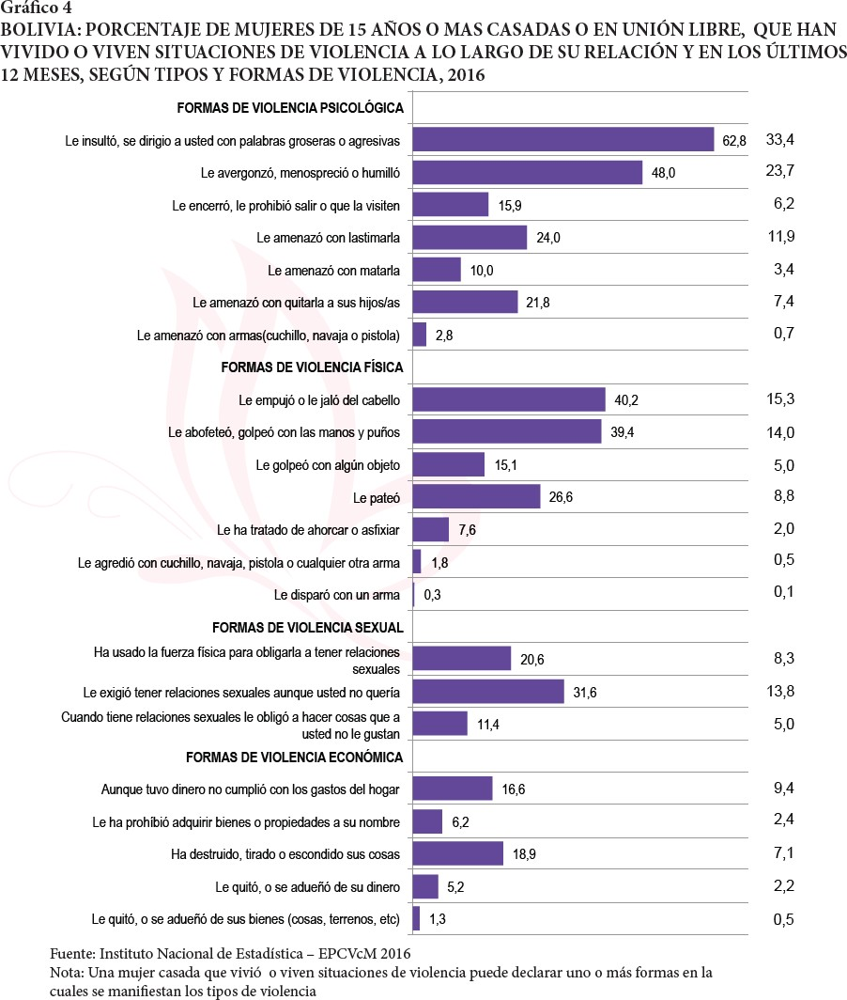 Gráfico 4
BOLIVIA: PORCENTAJE DE MUJERES DE 15 AÑOS O MAS CASADAS O EN UNIÓN LIBRE, QUE HAN
VIVIDO O VIVEN SITUACIONES DE VIOLENCIA A LO LARGO DE SU RELACIÓN Y EN LOS ÚLTIMOS
12 MESES, SEGÚN TIPOS Y FORMAS DE VIOLENCIA, 2016
FORMAS DE VIOLENCIA PSICOLÓGICA
Le insultó, se dirigio a usted con palabras groseras o agresivas 62,8 33,4
Le avergonzó, menospreció o humilló 48,0 23,7
Le encerró, le prohibió salir o que la visiten 15,9 6,2
Le amenazó con lastimarla 24,0 11,9
Le amenazó con matarla 10,0 3,4
Le amenazó con quitarla a sus hijos/as 21,8 7,4
Le amenazó con armas(cuchillo, navaja o pistola) 2,8 0,7
FORMAS DE VIOLENCIA FÍSICA
Le empujó o le jaló del cabello 40,2 15,3
Le abofeteó, golpeó con las manos y puños 39,4 14,0
Le golpeó con algún objeto 15,1 5,0
Le pateó 26,6 8,8
Le ha tratado de ahorcar o asfixiar 7,6 2,0
Le agredió con cuchillo, navaja, pistola o cualquier otra arma 1,8 0,5
Le disparó con un arma 0,3 0,1
FORMAS DE VIOLENCIA SEXUAL
Ha usado la fuerza física para obligarla a tener relaciones
sexuales 20,6 8,3
Le exigió tener relaciones sexuales aunque usted no quería 31,6 13,8
Cuando tiene relaciones sexuales le obligó a hacer cosas que a
usted no le gustan 11,4 5,0
FORMAS DE VIOLENCIA ECONÓMICA
Aunque tuvo dinero no cumplió con los gastos del hogar 16,6 9,4
Le ha prohíbió adquirir bienes o propiedades a su nombre 6,2 2,4
Ha destruido, tirado o escondido sus cosas 18,9 7,1
Le quitó, o se adueñó de su dinero 5,2 2,2
Le quitó, o se adueñó de sus bienes (cosas, terrenos, etc) 1,3 0,5
Fuente: Instituto Nacional de Estadística – EPCVcM 2016
Nota: Una mujer casada que vivió o viven situaciones de violencia puede declarar uno o más formas en la
cuales se manifiestan los tipos de violencia